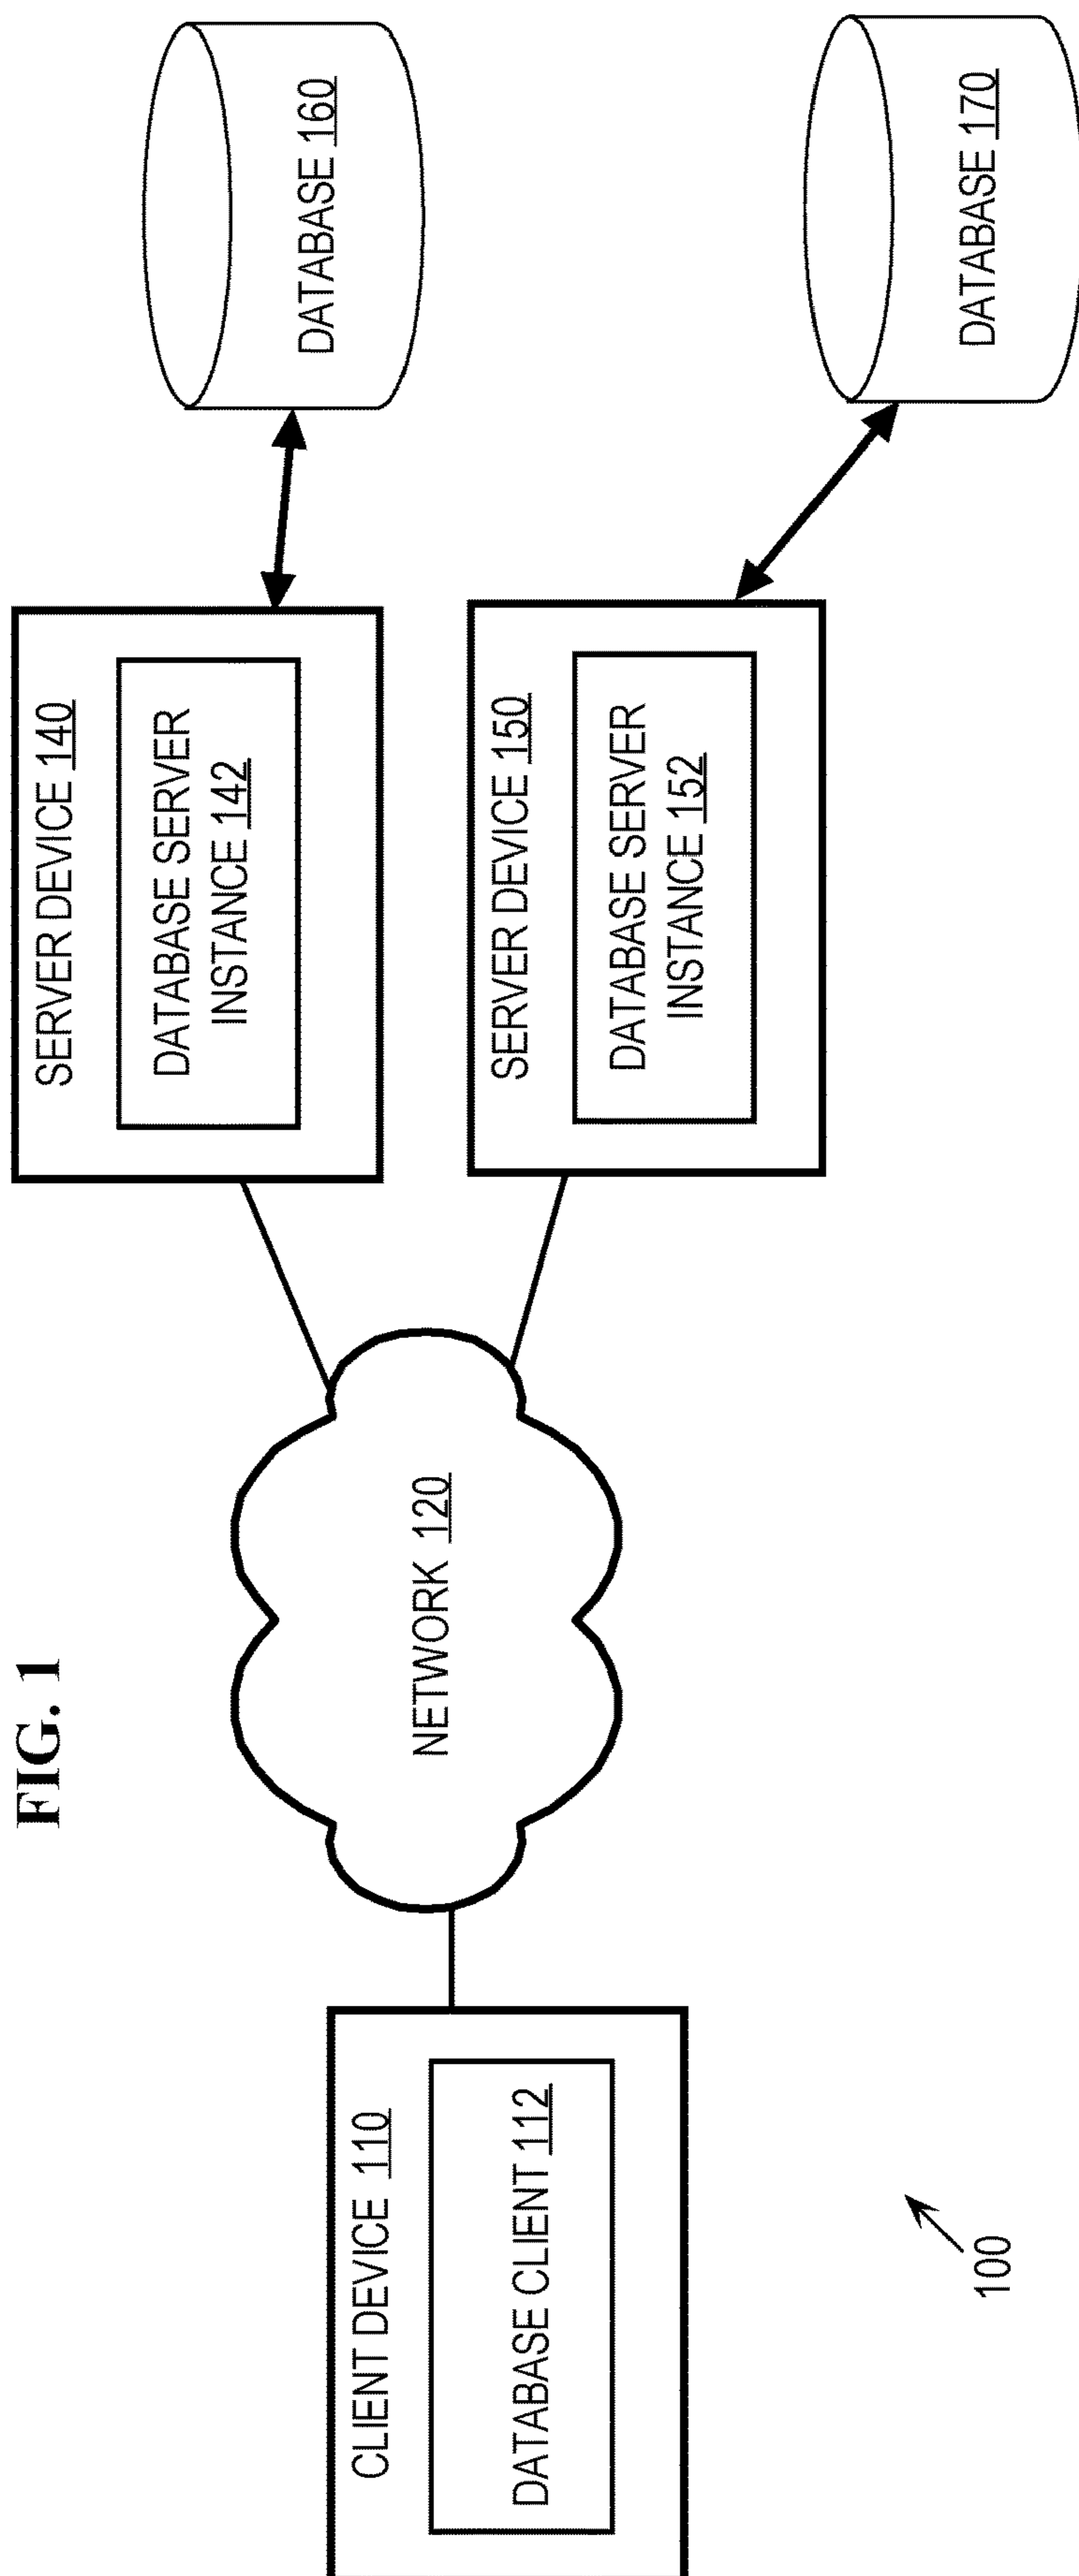 FIG. 1
CLIENT DEVICE 110
DATABASE CLIENT 112
NETWORK 120
SERVER DEVICE 140
DATABASE SERVER
INSTANCE 142
SERVER DEVICE 150
DATABASE SERVER
INSTANCE 152
DATABASE 160
DATABASE 170
100